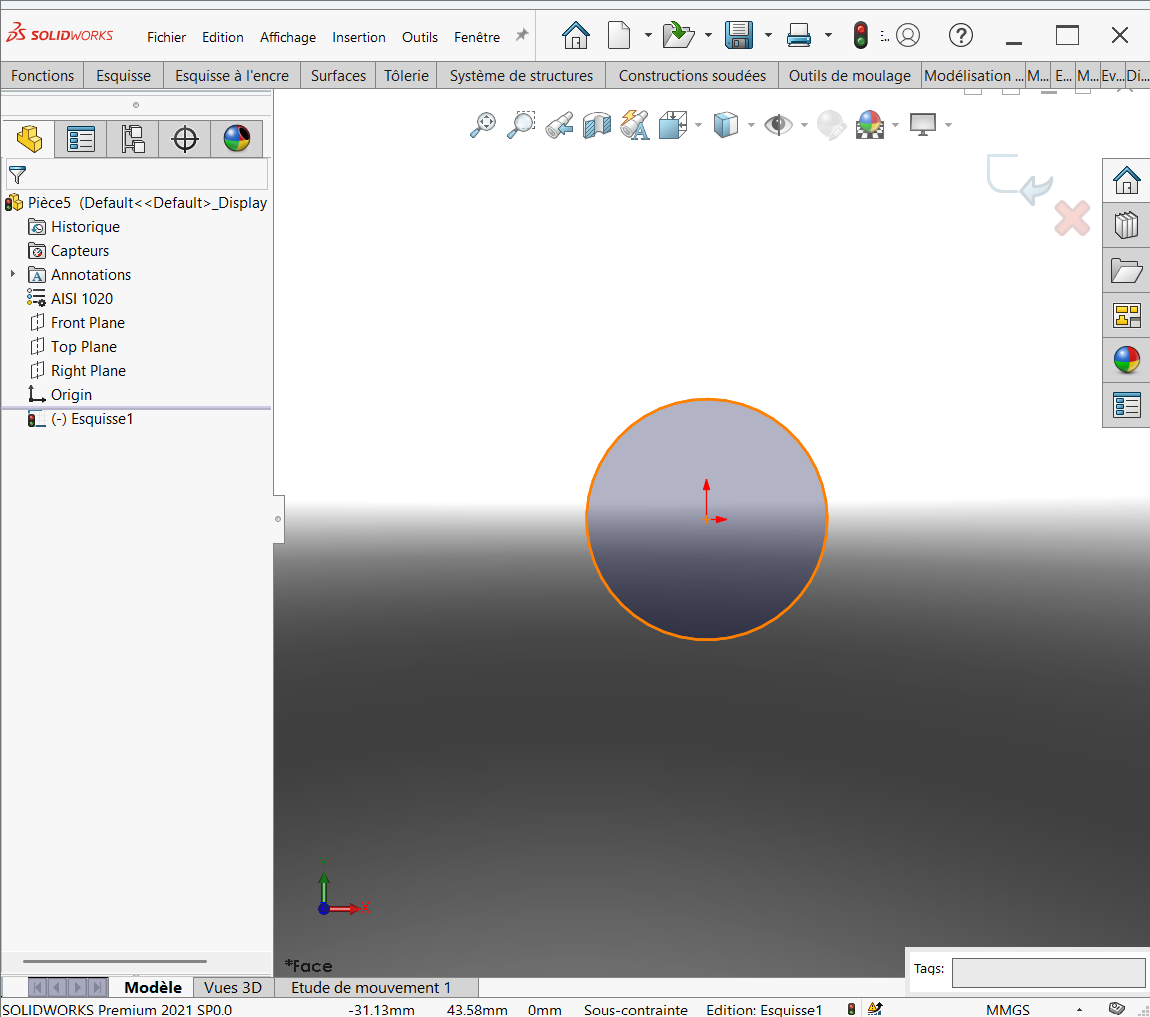 SOLIDWORKS Fichier Edition Affichage Insertion Outils Fenêtre
Fonctions Esquisse Esquisse à l'encre Surfaces Tôlerie Système de structures Constructions soudées Outils de moulage Modélisation ... M... E... M... Ev... Di...
Pièce5 (Default<<Default>_Display
Historique
Capteurs
Annotations
AISI 1020
Front Plane
Top Plane
Right Plane
Origin
(-) Esquisse1
Y
X
*Face
Tags:
Modèle Vues 3D Etude de mouvement 1
SOLIDWORKS Premium 2021 SP0.0 -31.13mm 43.58mm 0mm Sous-contrainte Edition: Esquisse1 MMGS